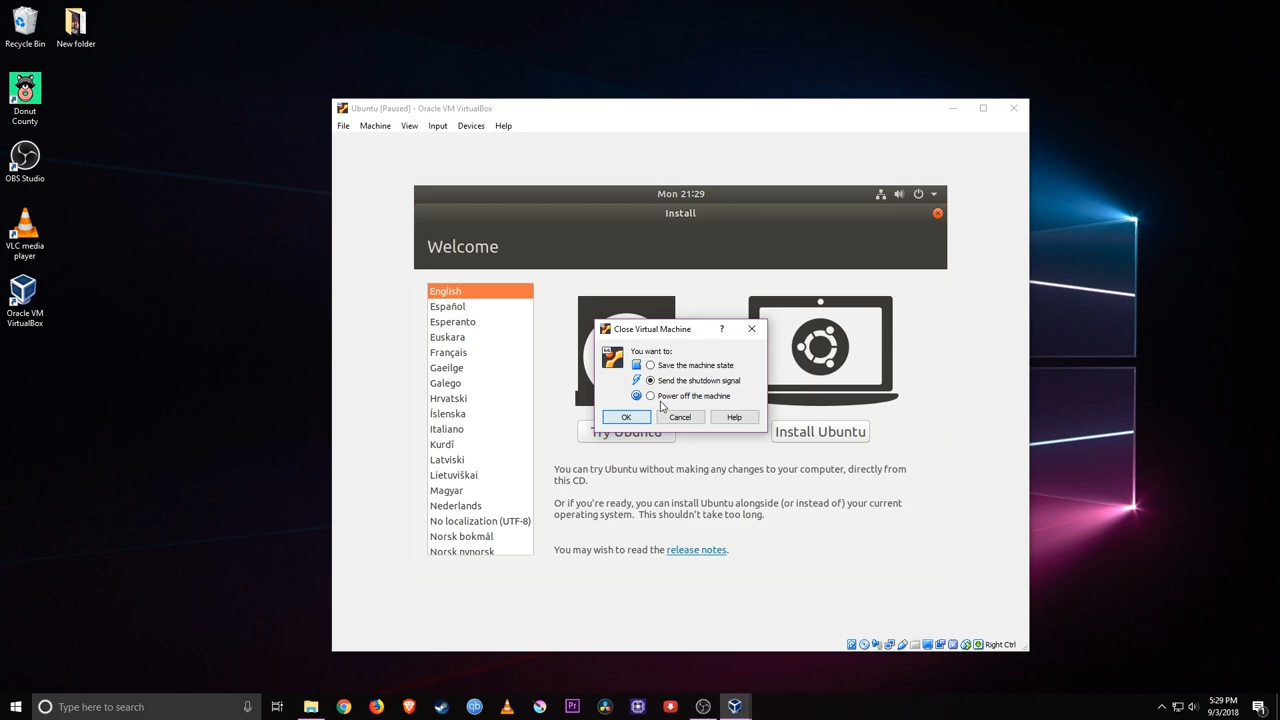 Recycle Bin
New folder
Donut
County
OBS Studio
VLC media
player
Oracle VM
VirtualBox
Ubuntu [Paused] - Oracle VM VirtualBox
File Machine View Input Devices Help
Mon 21:29
Install
Welcome
English
Español
Esperanto
Euskara
Français
Gaeilge
Galego
Hrvatski
Íslenska
Italiano
Kurdî
Latviski
Lietuviškai
Magyar
Nederlands
No localization (UTF-8)
Norsk bokmål
Norsk nynorsk
Close Virtual Machine ?
64
You want to:
Save the machine state
Send the shutdown signal
Power off the machine
OK Cancel Help
Try Ubuntu
Install Ubuntu
You can try Ubuntu without making any changes to your computer, directly from
this CD.
Or if you're ready, you can install Ubuntu alongside (or instead of) your current
operating system. This shouldn't take too long.
You may wish to read the release notes.
Right Ctrl
Type here to search
Pr
5:29 PM
9/3/2018